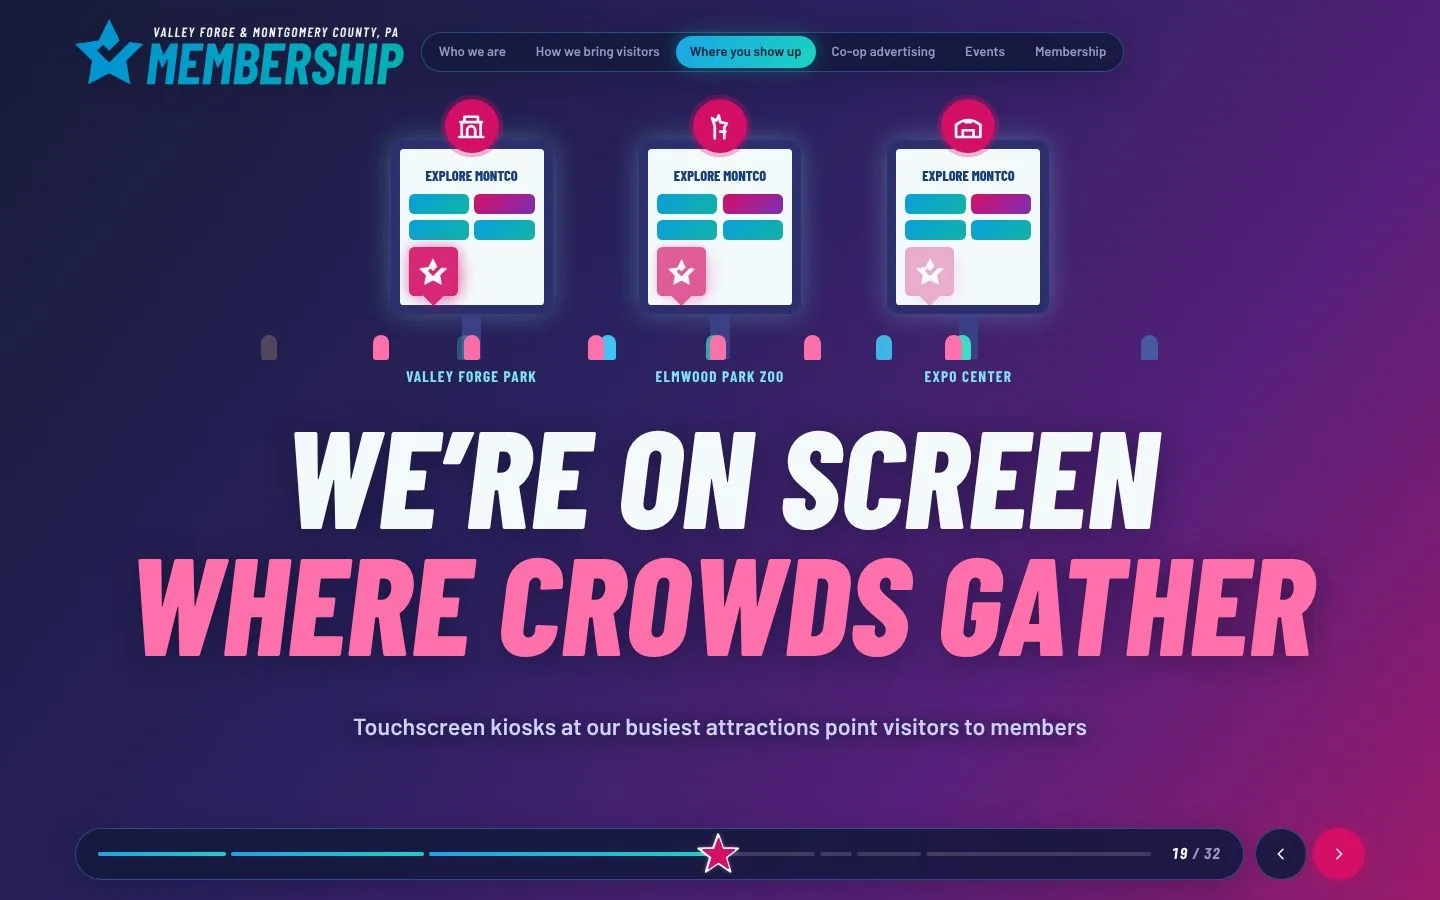 VALLEY FORGE & MONTGOMERY COUNTY, PA
MEMBERSHIP
Who we are
How we bring visitors
Where you show up
Co-op advertising
Events
Membership
EXPLORE MONTCO
EXPLORE MONTCO
EXPLORE MONTCO
VALLEY FORGE PARK
ELMWOOD PARK ZOO
EXPO CENTER
WE’RE ON SCREEN
WHERE CROWDS GATHER
Touchscreen kiosks at our busiest attractions point visitors to members
19 / 32